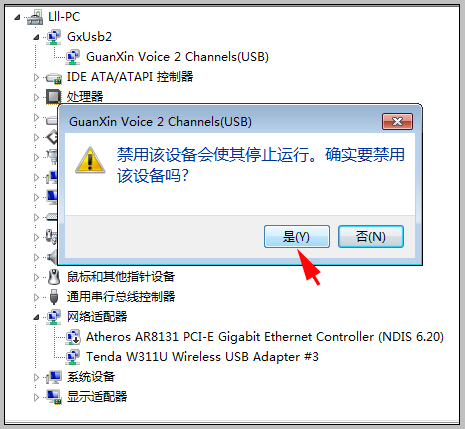 Lll-PC
GxUsb2
GuanXin Voice 2 Channels(USB)
IDE ATA/ATAPI 控制器
处理器
GuanXin Voice 2 Channels(USB)
禁用该设备会使其停止运行。确实要禁用
该设备吗?
是(Y)
否(N)
鼠标和其他指针设备
通用串行总线控制器
网络适配器
Atheros AR8131 PCI-E Gigabit Ethernet Controller (NDIS 6.20)
Tenda W311U Wireless USB Adapter #3
系统设备
显示适配器